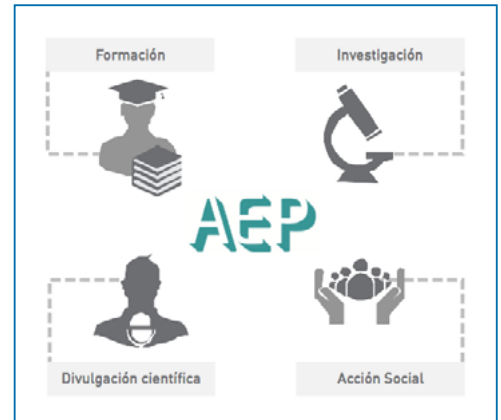 Formación
Investigación
AEP
Divulgación científica
Acción Social